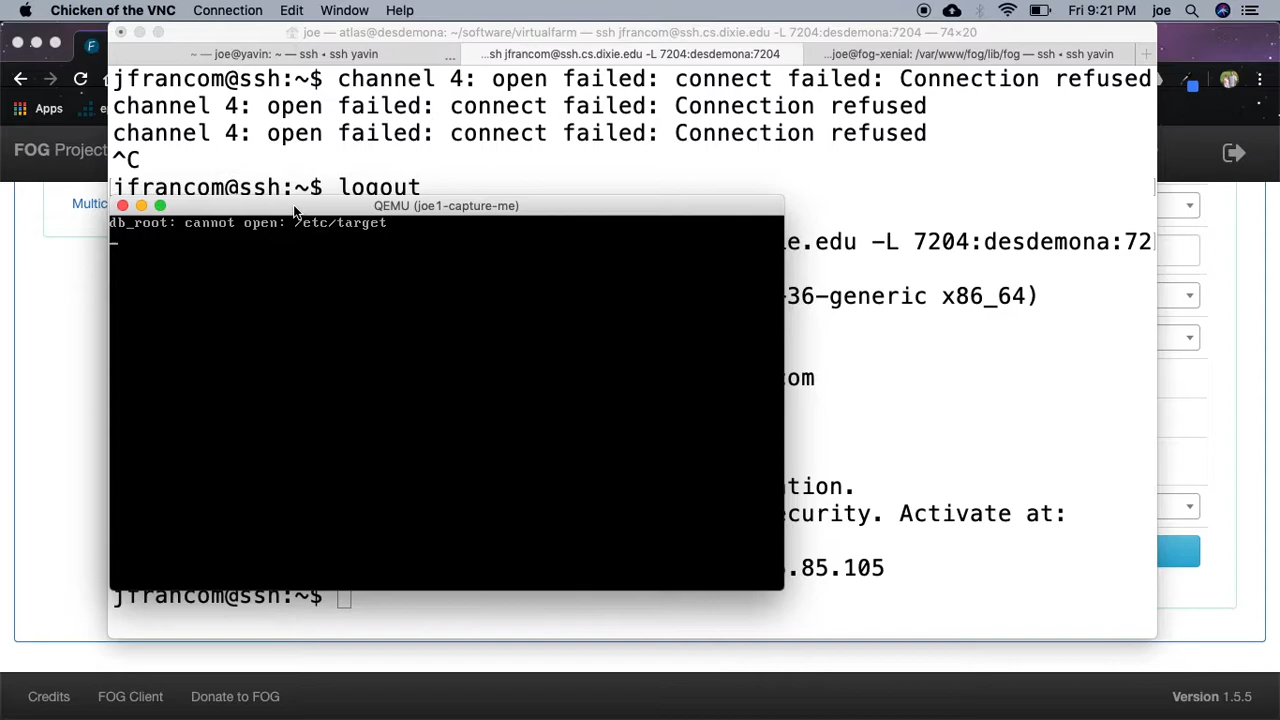 Chicken of the VNC Connection Edit Window Help Fri 9:21 PM joe
joe — atlas@desdemona: ~/software/virtualfarm — ssh jfrancom@ssh.cs.dixie.edu -L 7204:desdemona:7204 — 74×20
~ — joe@yavin: ~ — ssh • ssh yavin ... ...sh jfrancom@ssh.cs.dixie.edu -L 7204:desdemona:7204 ...joe@fog-xenial: /var/www/fog/lib/fog — ssh • ssh yavin
jfrancom@ssh:~$ channel 4: open failed: connect failed: Connection refused
channel 4: open failed: connect failed: Connection refused
channel 4: open failed: connect failed: Connection refused
^C
jfrancom@ssh:~$ logout
Apps
FOG Project
Multic
QEMU (joe1-capture-me)
db_root: cannot open: /etc/target
e.edu -L 7204:desdemona:72
-36-generic x86_64)
com
ation.
ecurity. Activate at:
.85.105
jfrancom@ssh:~$
Credits FOG Client Donate to FOG Version 1.5.5